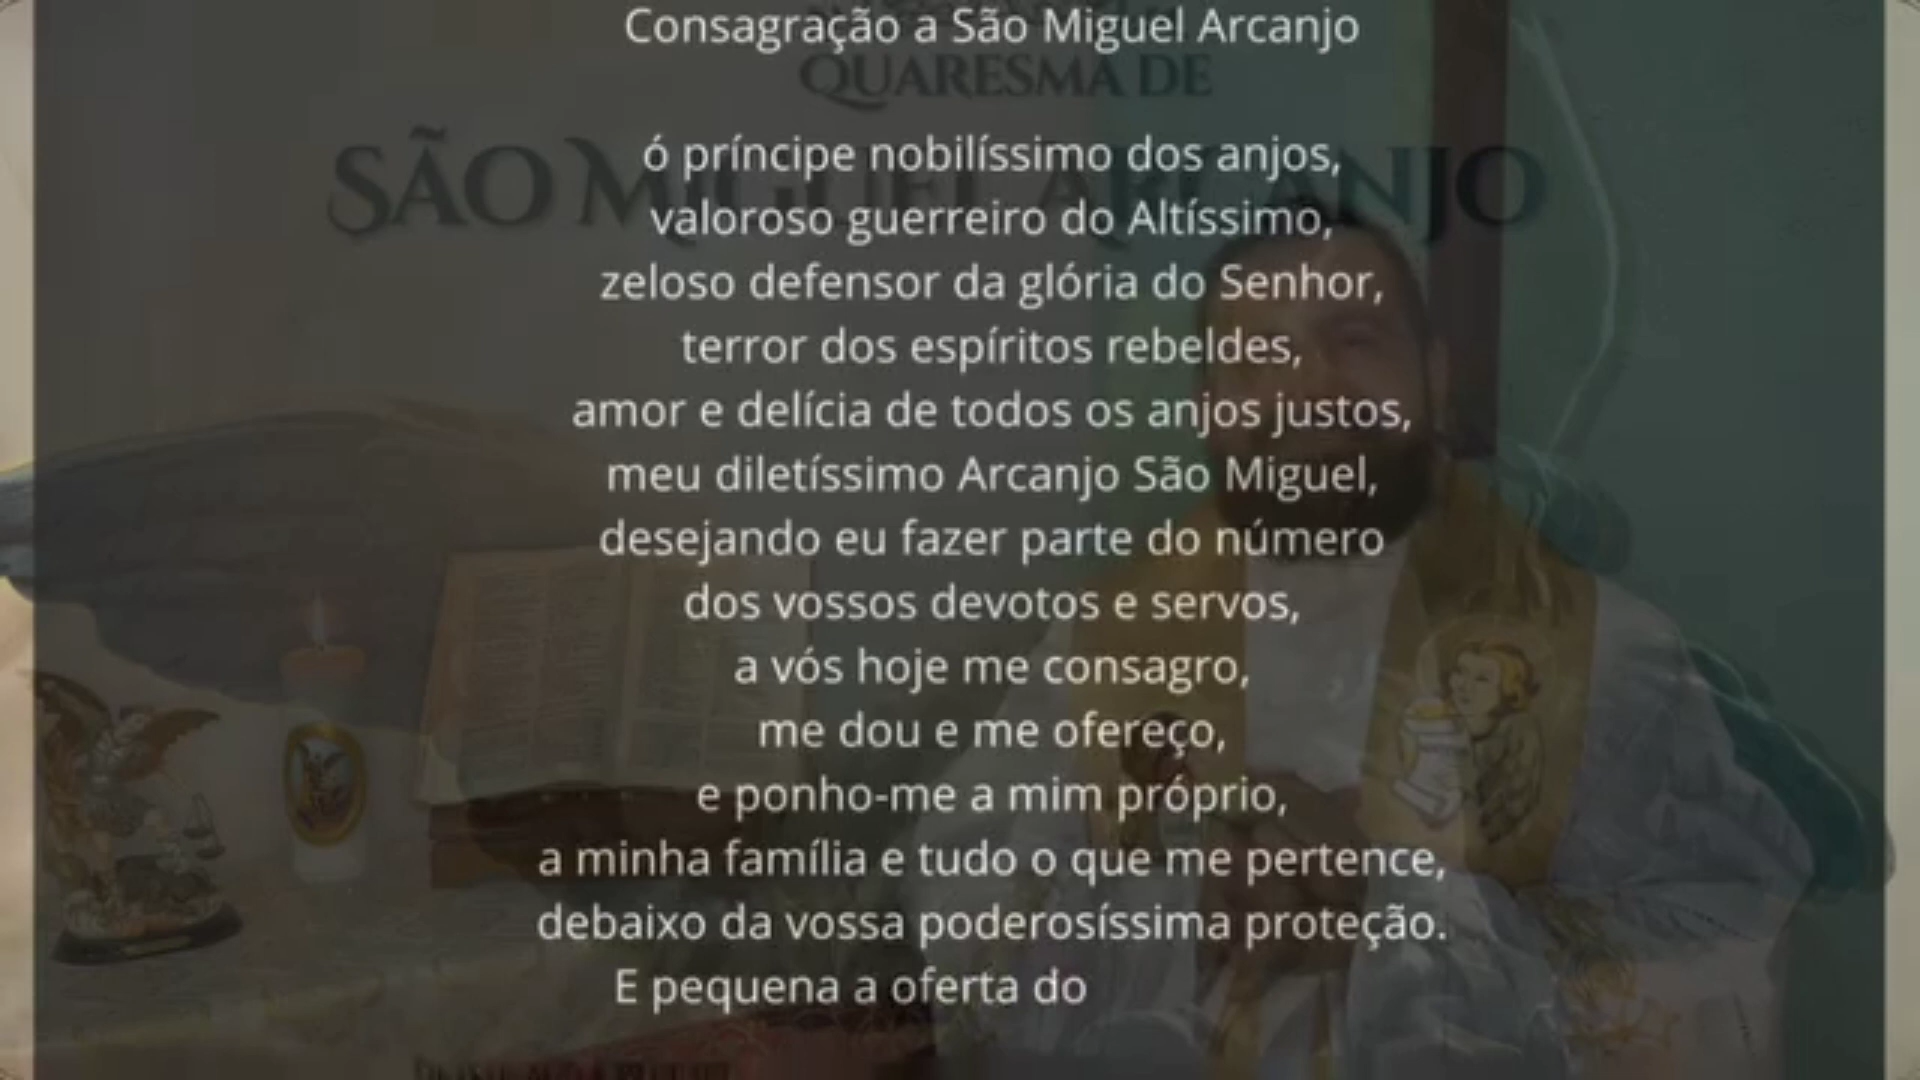 Consagração a São Miguel Arcanjo
QUARESMA DE
SÃO MIGUEL ARCANJO
ó príncipe nobilíssimo dos anjos,
valoroso guerreiro do Altíssimo,
zeloso defensor da glória do Senhor,
terror dos espíritos rebeldes,
amor e delícia de todos os anjos justos,
meu diletíssimo Arcanjo São Miguel,
desejando eu fazer parte do número
dos vossos devotos e servos,
a vós hoje me consagro,
me dou e me ofereço,
e ponho-me a mim próprio,
a minha família e tudo o que me pertence,
debaixo da vossa poderosíssima proteção.
E pequena a oferta do